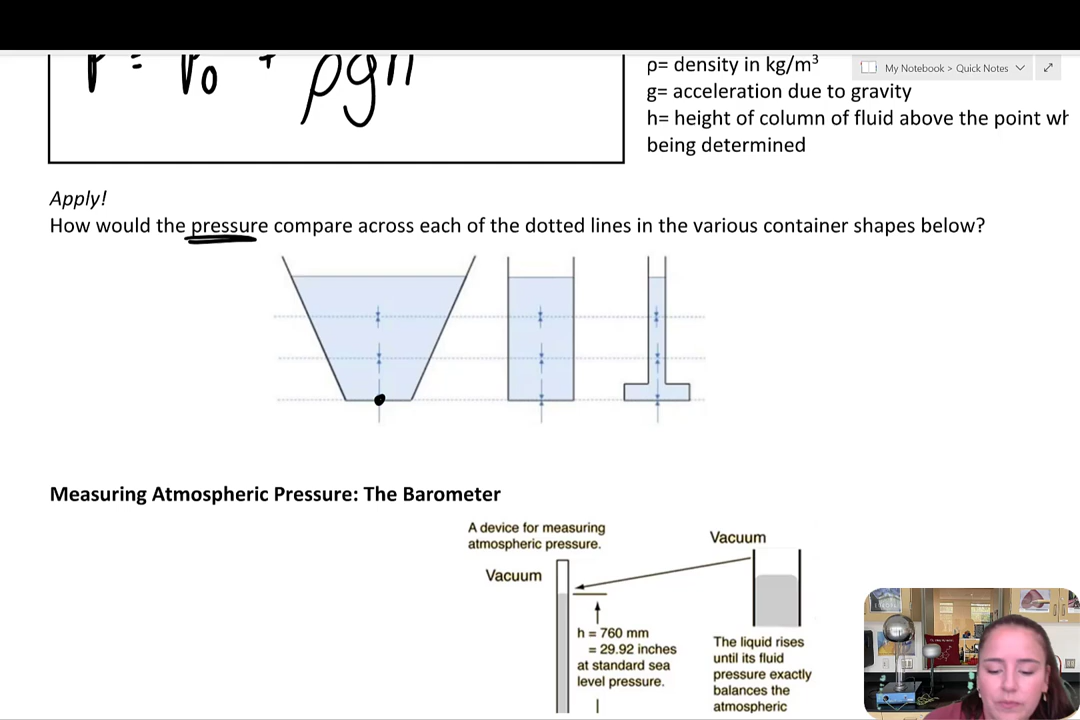 P = P₀ + ρgh
ρ= density in kg/m³
My Notebook > Quick Notes
g= acceleration due to gravity
h= height of column of fluid above the point wh
being determined
Apply!
How would the pressure compare across each of the dotted lines in the various container shapes below?
Measuring Atmospheric Pressure: The Barometer
A device for measuring
atmospheric pressure.
Vacuum
Vacuum
h = 760 mm
= 29.92 inches
at standard sea
level pressure.
The liquid rises
until its fluid
pressure exactly
balances the
atmospheric